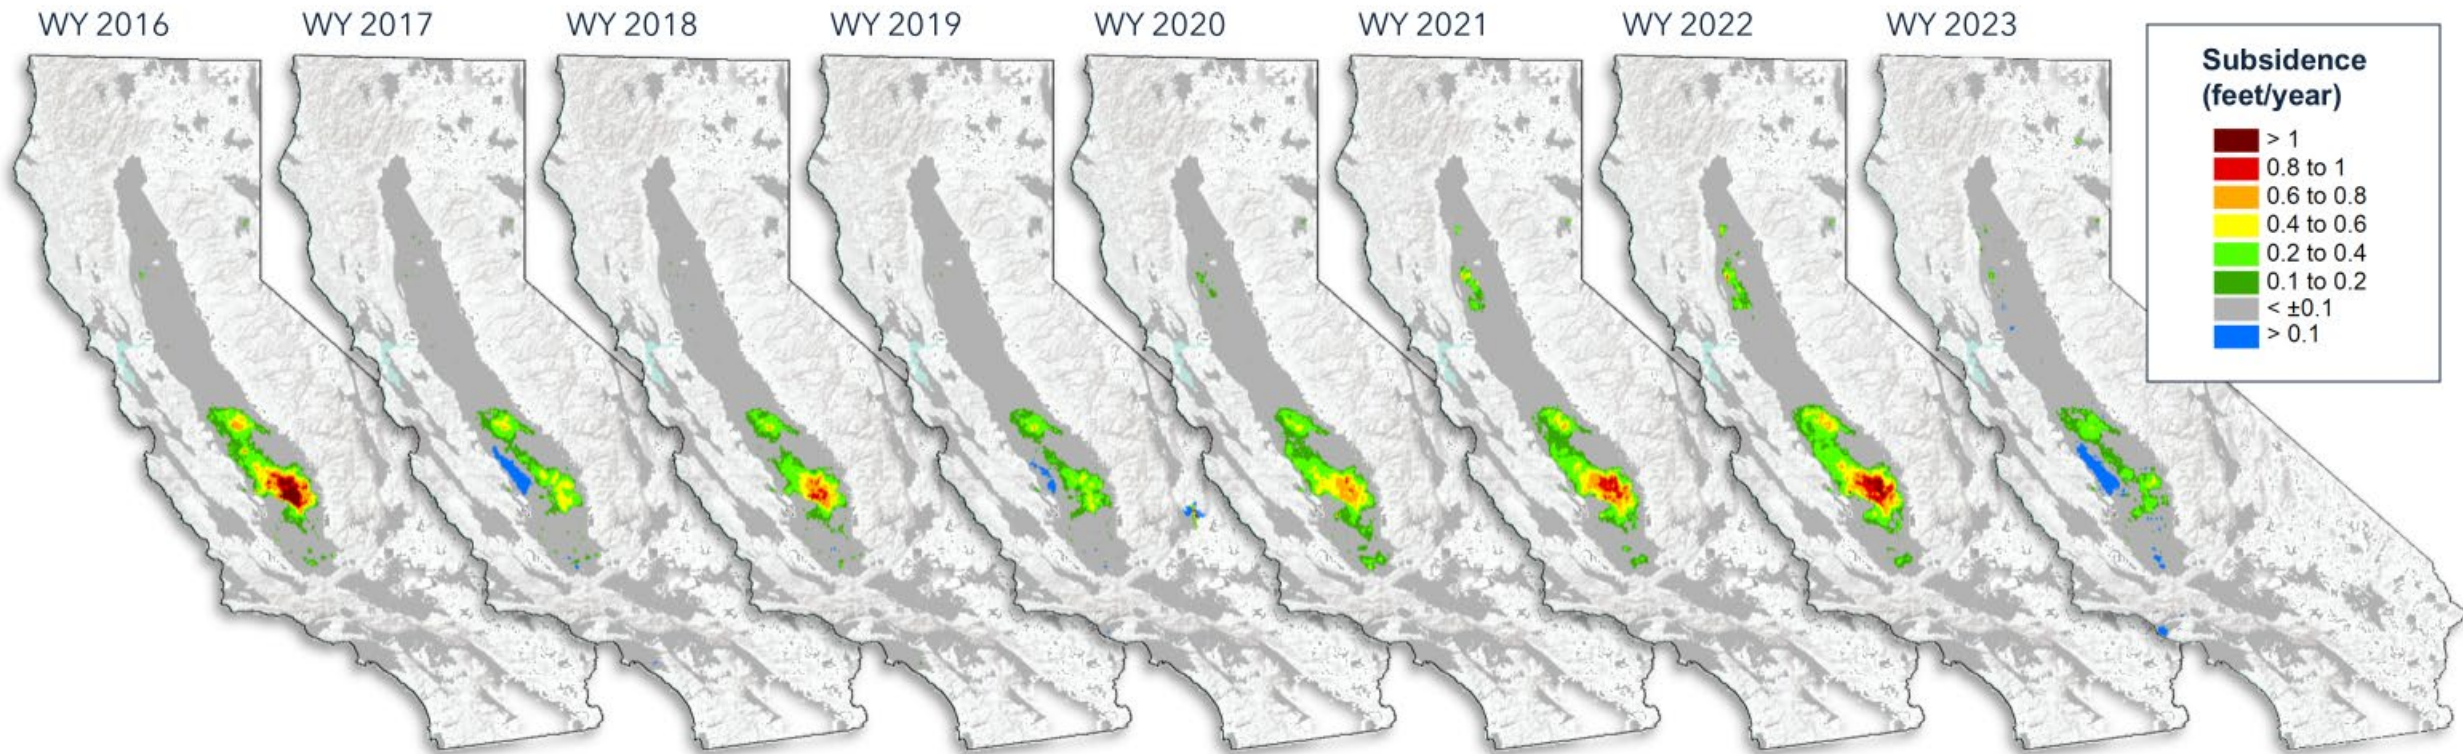 WY 2016
WY 2017
WY 2018
WY 2019
WY 2020
WY 2021
WY 2022
WY 2023
Subsidence
(feet/year)
> 1
0.8 to 1
0.6 to 0.8
0.4 to 0.6
0.2 to 0.4
0.1 to 0.2
< ±0.1
> 0.1